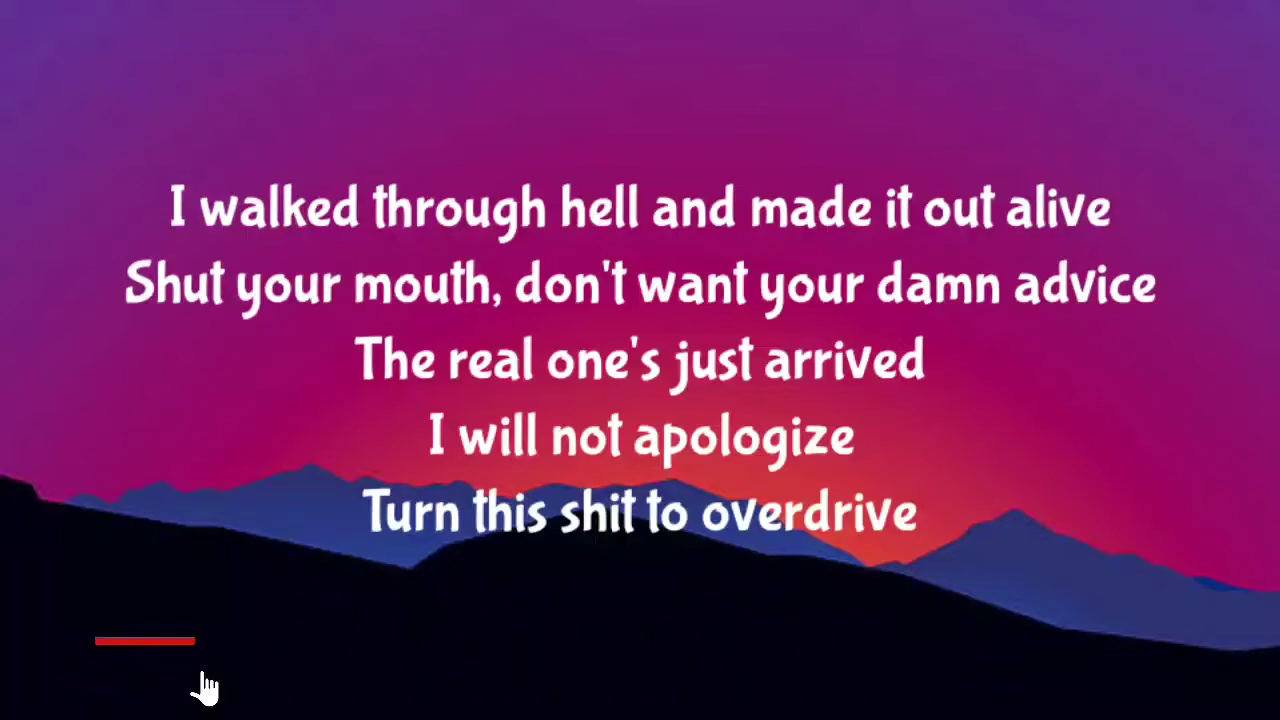 I walked through hell and made it out alive
Shut your mouth, don't want your damn advice
The real one's just arrived
I will not apologize
Turn this shit to overdrive